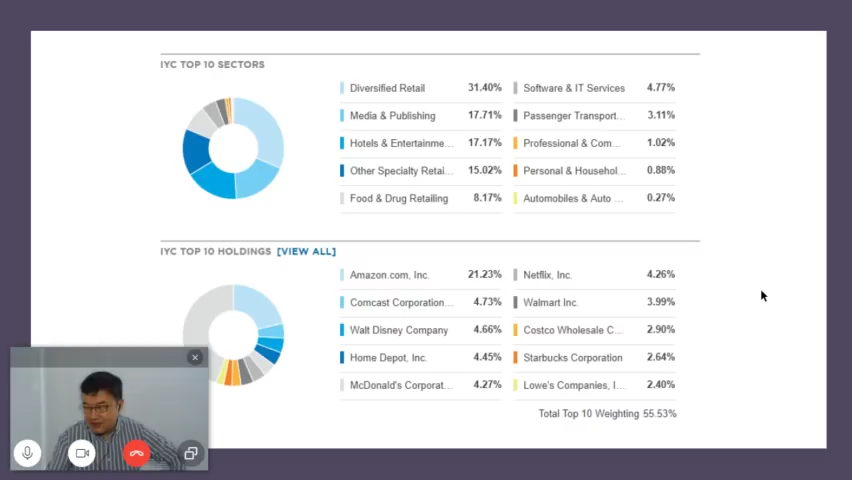 IYC TOP 10 SECTORS
Diversified Retail 31.40% Software & IT Services 4.77%
Media & Publishing 17.71% Passenger Transport... 3.11%
Hotels & Entertainme... 17.17% Professional & Com... 1.02%
Other Specialty Retai... 15.02% Personal & Househol... 0.88%
Food & Drug Retailing 8.17% Automobiles & Auto ... 0.27%
IYC TOP 10 HOLDINGS [VIEW ALL]
Amazon.com, Inc. 21.23% Netflix, Inc. 4.26%
Comcast Corporation... 4.73% Walmart Inc. 3.99%
Walt Disney Company 4.66% Costco Wholesale C... 2.90%
Home Depot, Inc. 4.45% Starbucks Corporation 2.64%
McDonald's Corporat... 4.27% Lowe's Companies, I... 2.40%
Total Top 10 Weighting 55.53%